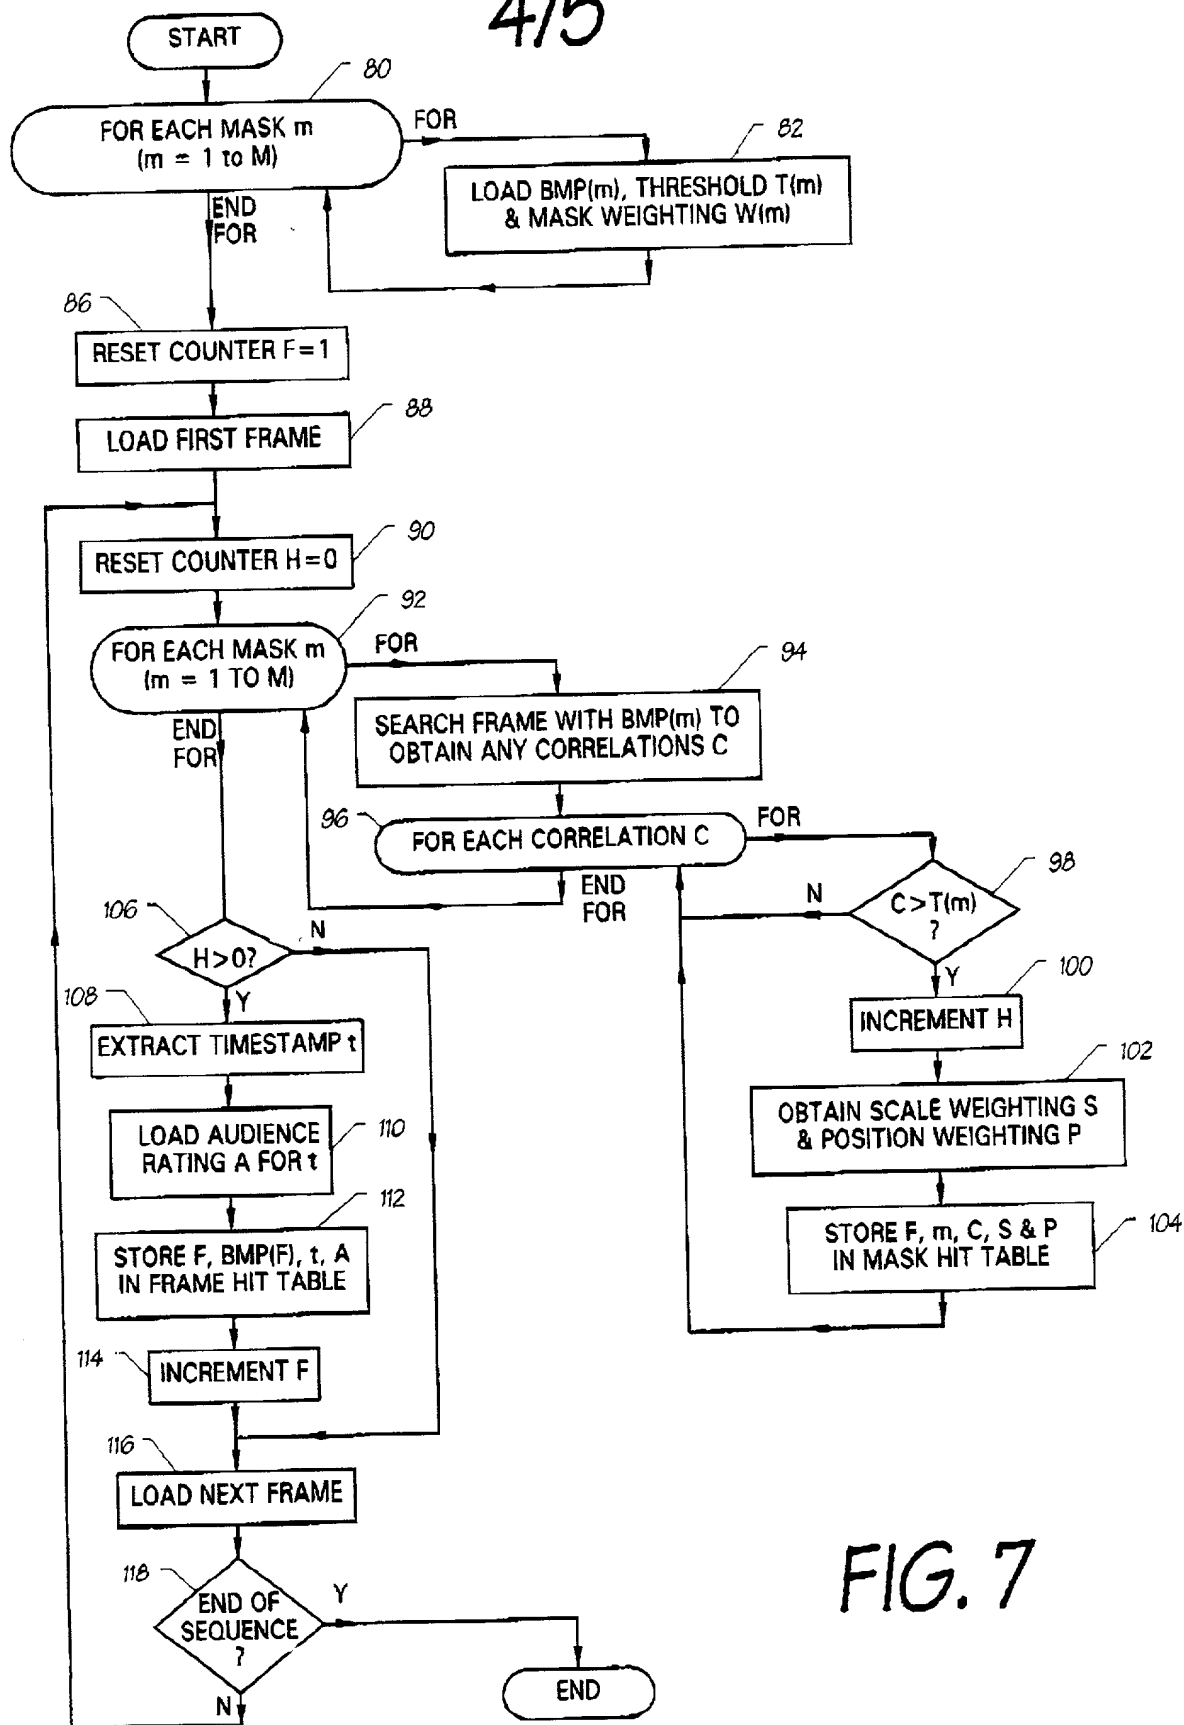 4/5
START
80
FOR EACH MASK m
(m = 1 to M)
FOR
82
LOAD BMP(m), THRESHOLD T(m)
& MASK WEIGHTING W(m)
END
FOR
86
RESET COUNTER F=1
88
LOAD FIRST FRAME
90
RESET COUNTER H=0
92
FOR EACH MASK m
(m = 1 TO M)
FOR
94
SEARCH FRAME WITH BMP(m) TO
OBTAIN ANY CORRELATIONS C
END
FOR
96
FOR EACH CORRELATION C
FOR
END
FOR
98
C>T(m)
?
N
Y
100
INCREMENT H
102
OBTAIN SCALE WEIGHTING S
& POSITION WEIGHTING P
104
STORE F, m, C, S & P
IN MASK HIT TABLE
106
H>0?
N
Y
108
EXTRACT TIMESTAMP t
110
LOAD AUDIENCE
RATING A FOR t
112
STORE F, BMP(F), t, A
IN FRAME HIT TABLE
114
INCREMENT F
116
LOAD NEXT FRAME
118
END OF
SEQUENCE
?
Y
N
END
FIG. 7